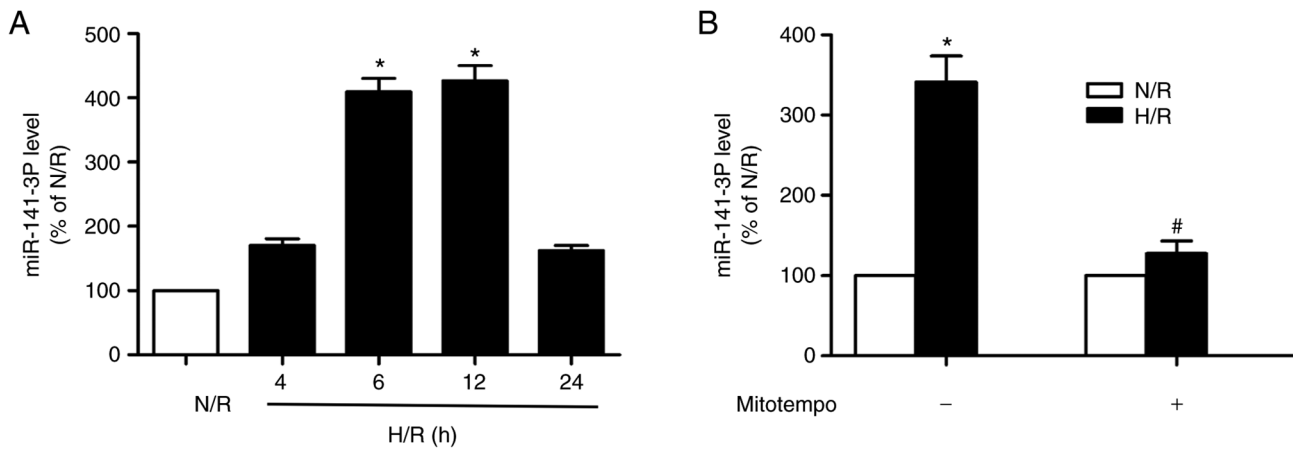 A
miR-141-3P level
(% of N/R)
500
400
300
200
100
0
*
*
4
6
12
24
N/R
H/R (h)
B
miR-141-3P level
(% of N/R)
400
300
200
100
0
*
#
N/R
H/R
Mitotempo
−
+